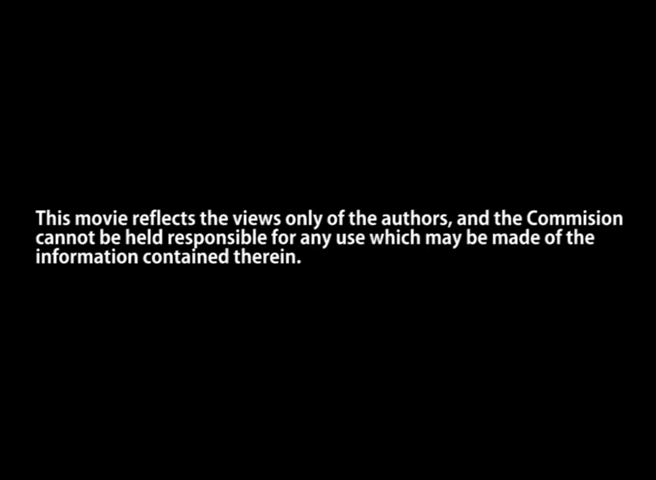 This movie reflects the views only of the authors, and the Commision
cannot be held responsible for any use which may be made of the
information contained therein.